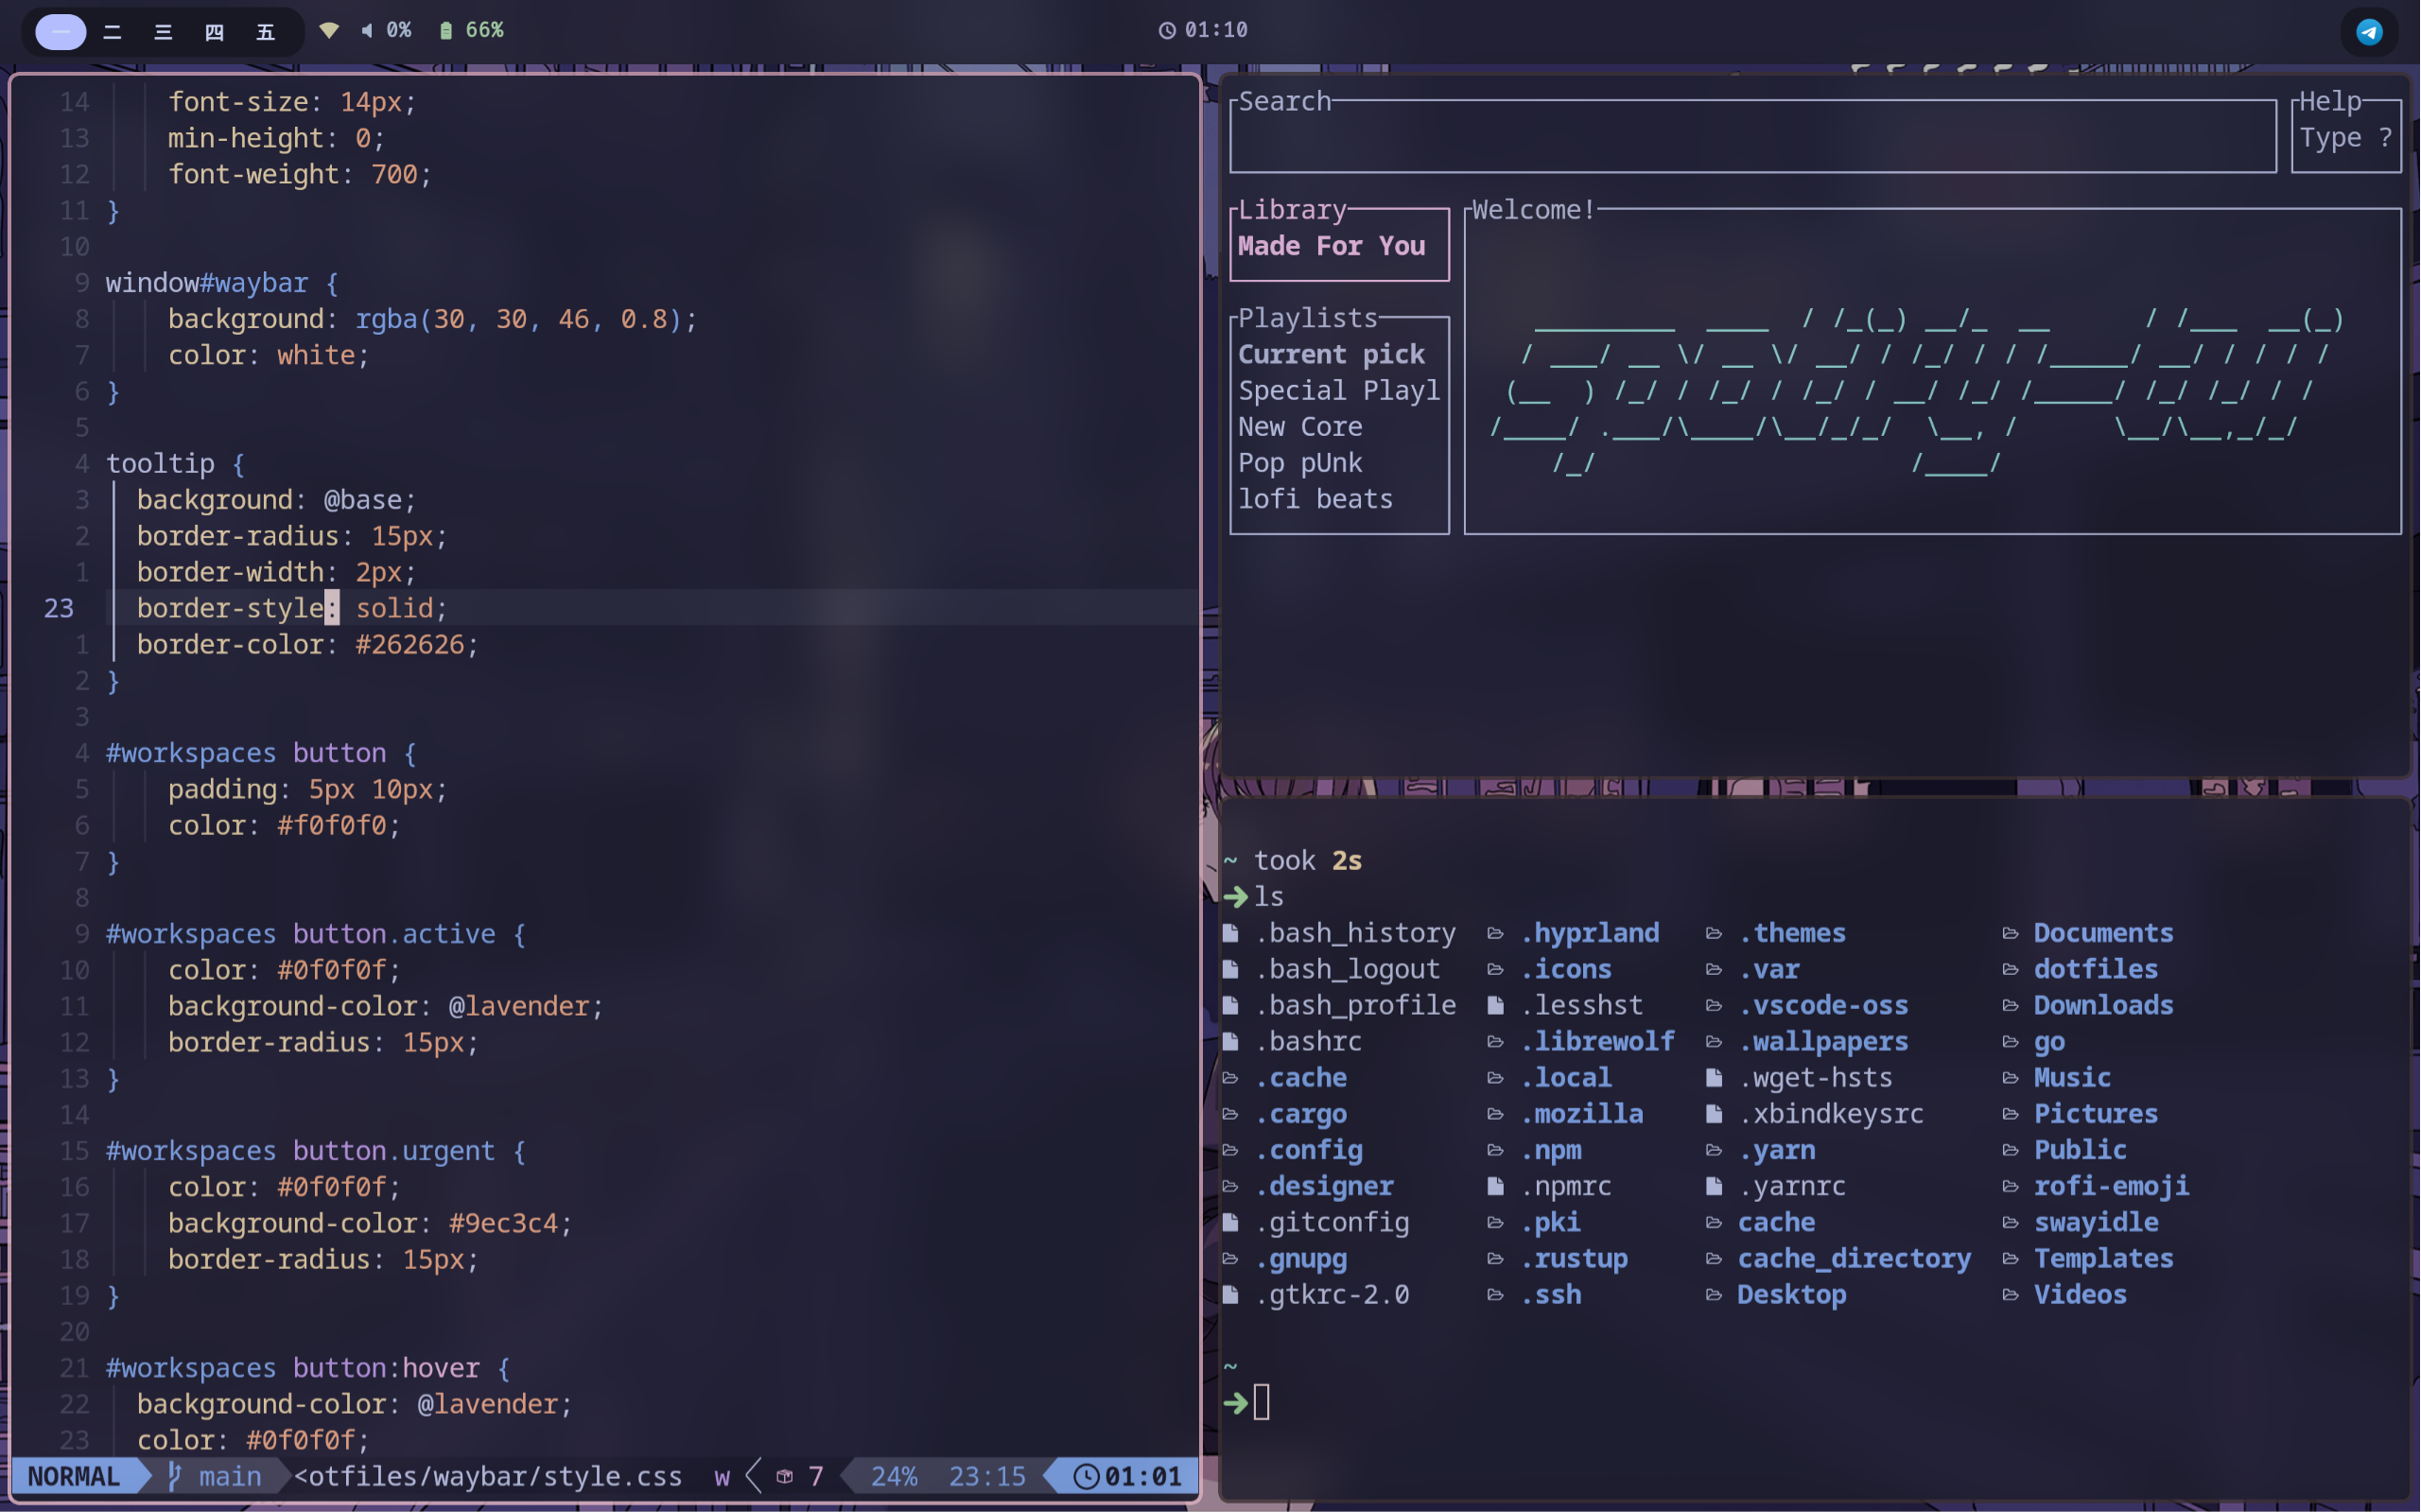 一 二 三 四 五 0% 66%
01:10
14 font-size: 14px;
13 min-height: 0;
12 font-weight: 700;
11 }
10
9 window#waybar {
8 background: rgba(30, 30, 46, 0.8);
7 color: white;
6 }
5
4 tooltip {
3 background: @base;
2 border-radius: 15px;
1 border-width: 2px;
23 border-style: solid;
1 border-color: #262626;
2 }
3
4 #workspaces button {
5 padding: 5px 10px;
6 color: #f0f0f0;
7 }
8
9 #workspaces button.active {
10 color: #0f0f0f;
11 background-color: @lavender;
12 border-radius: 15px;
13 }
14
15 #workspaces button.urgent {
16 color: #0f0f0f;
17 background-color: #9ec3c4;
18 border-radius: 15px;
19 }
20
21 #workspaces button:hover {
22 background-color: @lavender;
23 color: #0f0f0f;
NORMAL main <otfiles/waybar/style.css w 7 24% 23:15 01:01
Search
Help
Type ?
Library
Made For You
Playlists
Current pick
Special Playl
New Core
Pop pUnk
lofi beats
Welcome!
spotify-tui
~ took 2s
ls
.bash_history .hyprland .themes Documents
.bash_logout .icons .var dotfiles
.bash_profile .lesshst .vscode-oss Downloads
.bashrc .librewolf .wallpapers go
.cache .local .wget-hsts Music
.cargo .mozilla .xbindkeysrc Pictures
.config .npm .yarn Public
.designer .npmrc .yarnrc rofi-emoji
.gitconfig .pki cache swayidle
.gnupg .rustup cache_directory Templates
.gtkrc-2.0 .ssh Desktop Videos
~